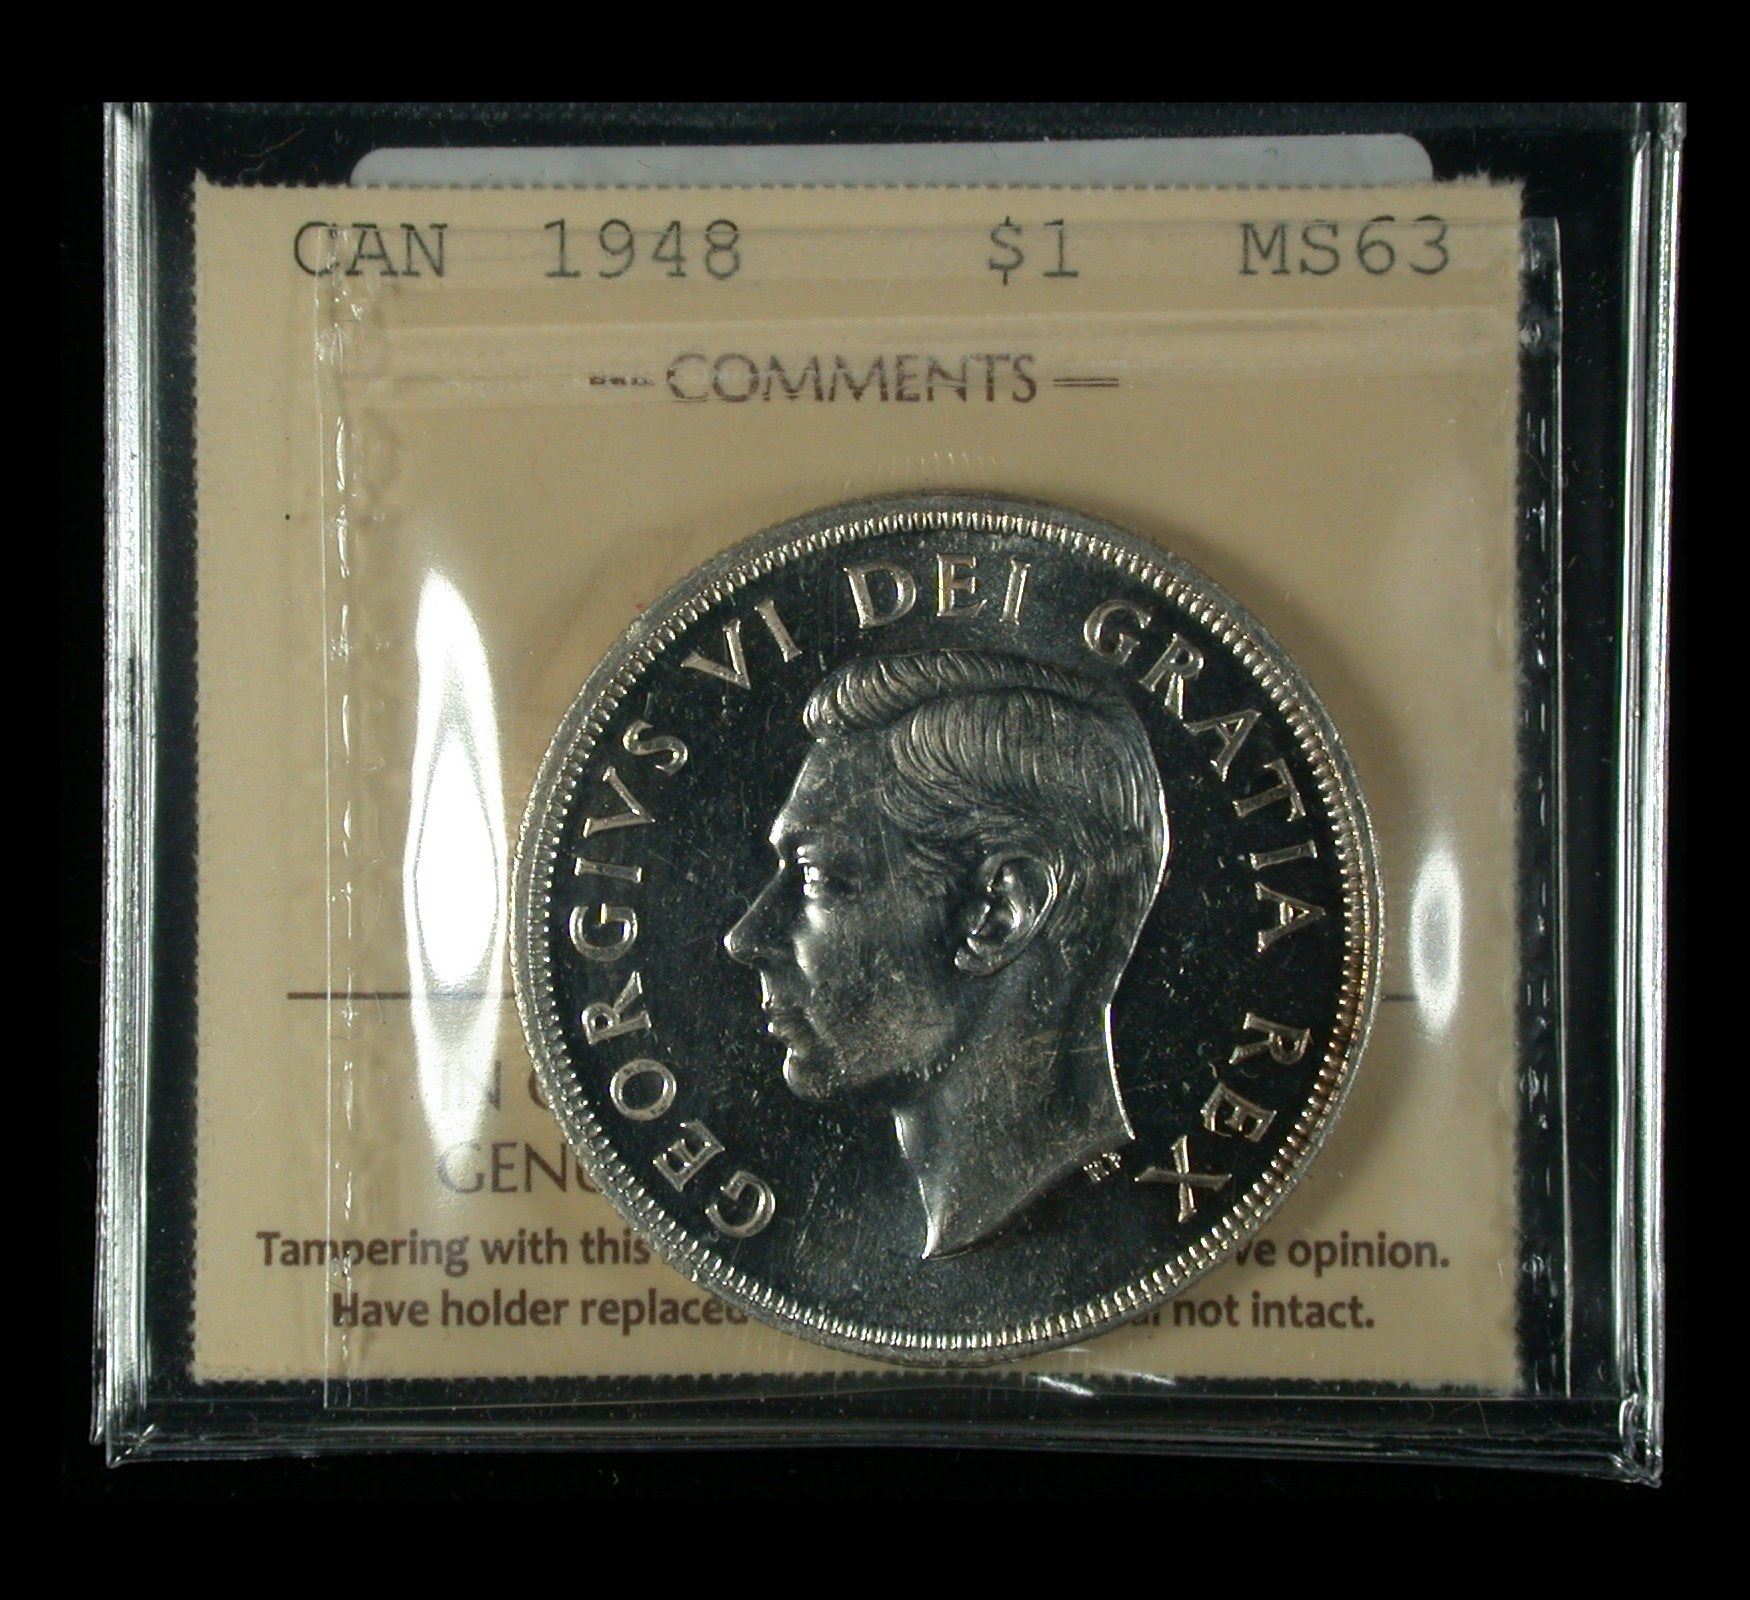 CAN 1948 $1 MS63
COMMENTS
GEORGIVS VI DEI GRATIA REX
HP
Tampering with this ve opinion.
Have holder replaced not intact.